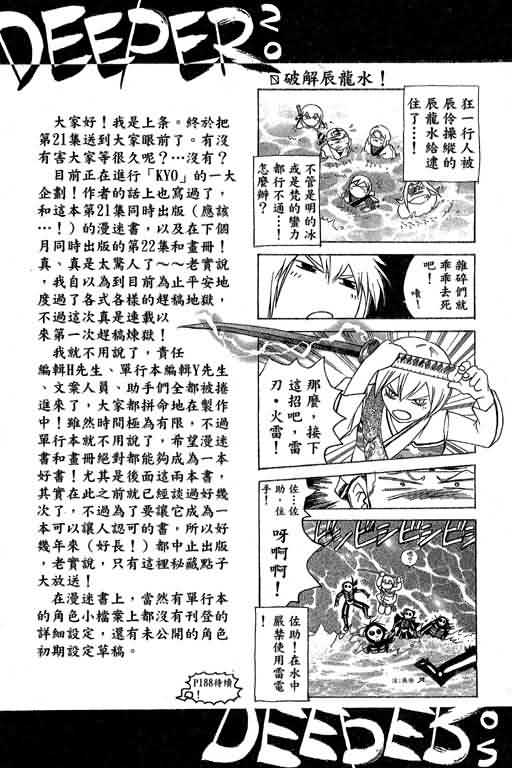 DEEPER 20
破解辰龍水！
狂一行人被
辰伶操縱的
辰龍水給逮
住了…！
不管是明的冰
或是梵的蠻力
都行不通…！
怎麼辦？
雜碎們就
乖乖去死
吧！
嘖！
那麼，接下
這招吧，雷
刃・火雷！
佐…佐
助，住
手！
呀啊啊！
佐助！在水中
嚴禁使用雷電
！
大家好！我是上条。終於把
第21集送到大家眼前了。有沒
有害大家等很久呢？…沒有？
目前正在進行「KYO」的一大
企劃！作者的話上也寫過了，
和這本第21集同時出版（應該
…！）的漫迷書，以及在下個
月同時出版的第22集和畫冊！
真、真是太驚人了～～老實說
，我自以為到目前為止平安地
度過了各式各樣的趕稿地獄，
不過這次真是連載以
來第一次趕稿煉獄！
我就不用說了，責任
編輯H先生、單行本編輯Y先生
、文案人員、助手們全都被捲
進來了，大家都拼命地在製作
中！雖然時間極為有限，不過
單行本就不用說了，希望漫迷
書和畫冊絕對都能夠成為一本
好書！尤其是後面這兩本書，
其實在此之前就已經談過好幾
次了，不過為了要讓它成為一
本可以讓人認可的書，所以好
幾年來（好長！）都中止出版
，老實說，只有這裡秘藏點子
大放送！
在漫迷書上，當然有單行本
的角色小檔案上都沒有刊登的
詳細設定，還有未公開的角色
初期設定草稿。
P188待續
！
DEEPER 20